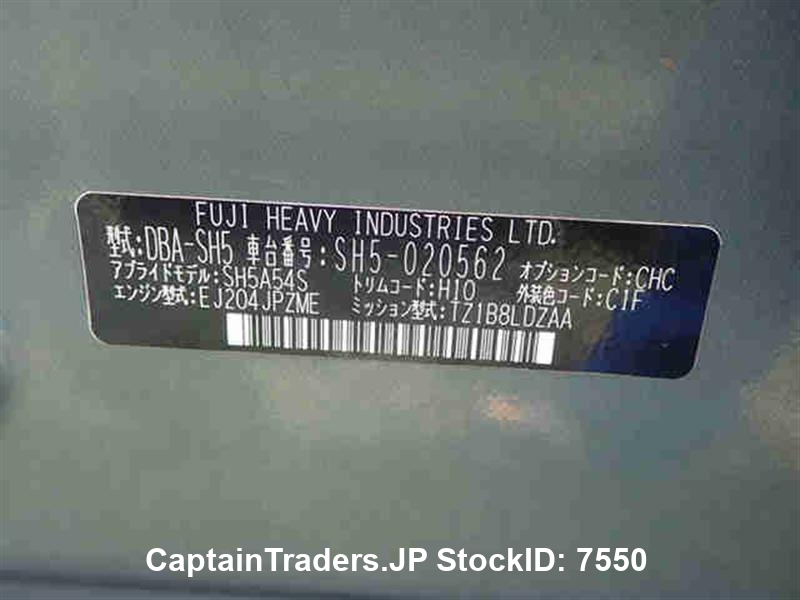 FUJI HEAVY INDUSTRIES LTD.
型式:DBA-SH5 車台番号:SH5-020562 オプションコード:CHC
アプライドモデル:SH5A54S トリムコード:H10 外装色コード:C1F
エンジン型式:EJ204JPZME ミッション型式:TZ1B8LDZAA
CaptainTraders.JP StockID: 7550